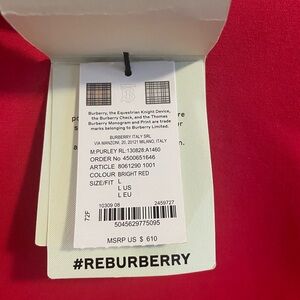 Burberry, the Equestrian Knight Device,
the Burberry Check, and the Thomas
Burberry Monogram and Print are trade
marks belonging to Burberry Limited.
BURBERRY ITALY SRL
VIA MANZONI, 20, 20121 MILANO, ITALY
M:PURLEY RL:130828:A1460
ORDER No 4500651646
ARTICLE 8061290 1001
COLOUR BRIGHT RED
SIZE/FIT L
L US
L EU
10309 08 2459727
72F
5045629775095
MSRP US $ 610
#REBURBERRY